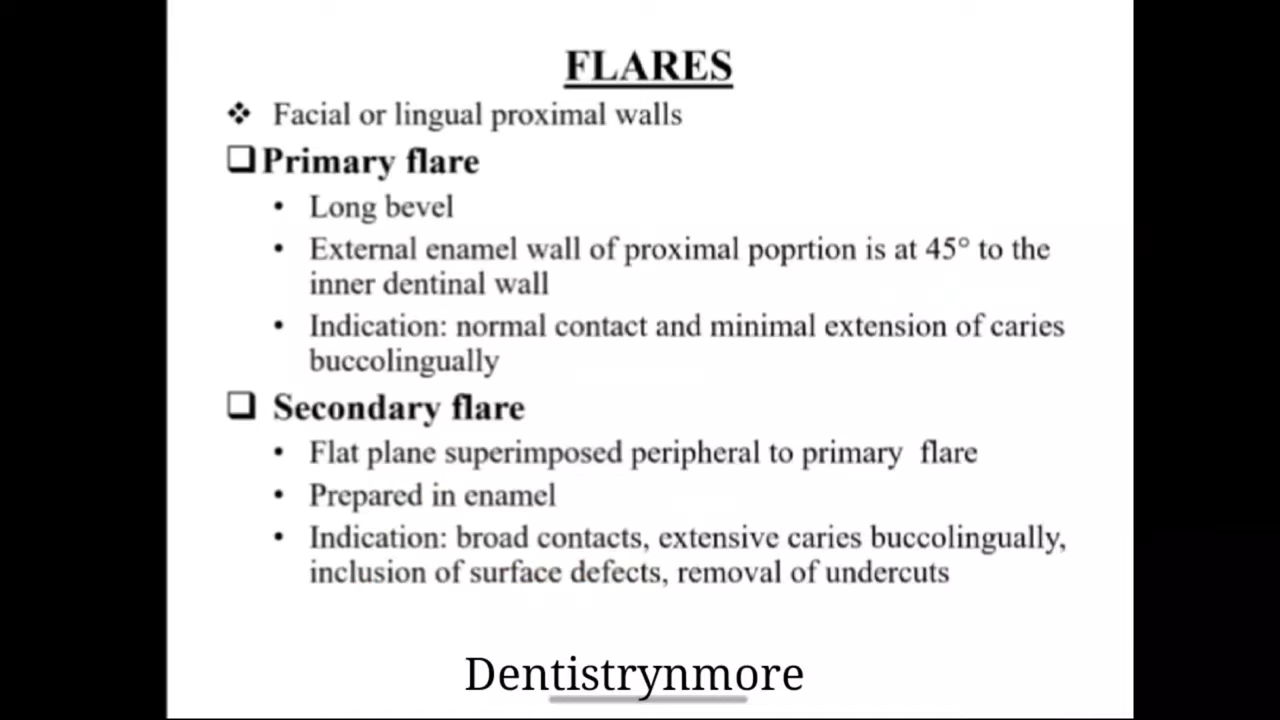 FLARES
❖ Facial or lingual proximal walls
❑ Primary flare
• Long bevel
• External enamel wall of proximal poprtion is at 45° to the
inner dentinal wall
• Indication: normal contact and minimal extension of caries
buccolingually
❑ Secondary flare
• Flat plane superimposed peripheral to primary flare
• Prepared in enamel
• Indication: broad contacts, extensive caries buccolingually,
inclusion of surface defects, removal of undercuts
Dentistrynmore